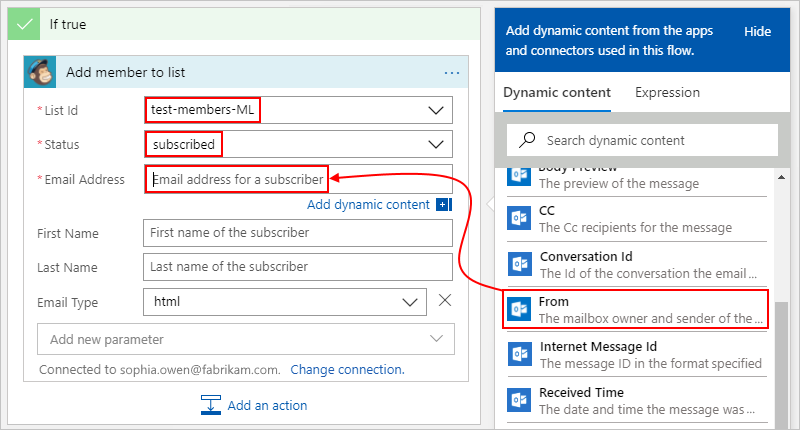 If true
Add member to list
...
* List Id
test-members-ML
* Status
subscribed
* Email Address
Email address for a subscriber
Add dynamic content
First Name
First name of the subscriber
Last Name
Last name of the subscriber
Email Type
html
Add new parameter
Connected to sophia.owen@fabrikam.com. Change connection.
Add an action
Add dynamic content from the apps
and connectors used in this flow.
Hide
Dynamic content
Expression
Search dynamic content
Body Preview
The preview of the message
CC
The Cc recipients for the message
Conversation Id
The Id of the conversation the email ...
From
The mailbox owner and sender of the ...
Internet Message Id
The message ID in the format specified
Received Time
The date and time the message was ...